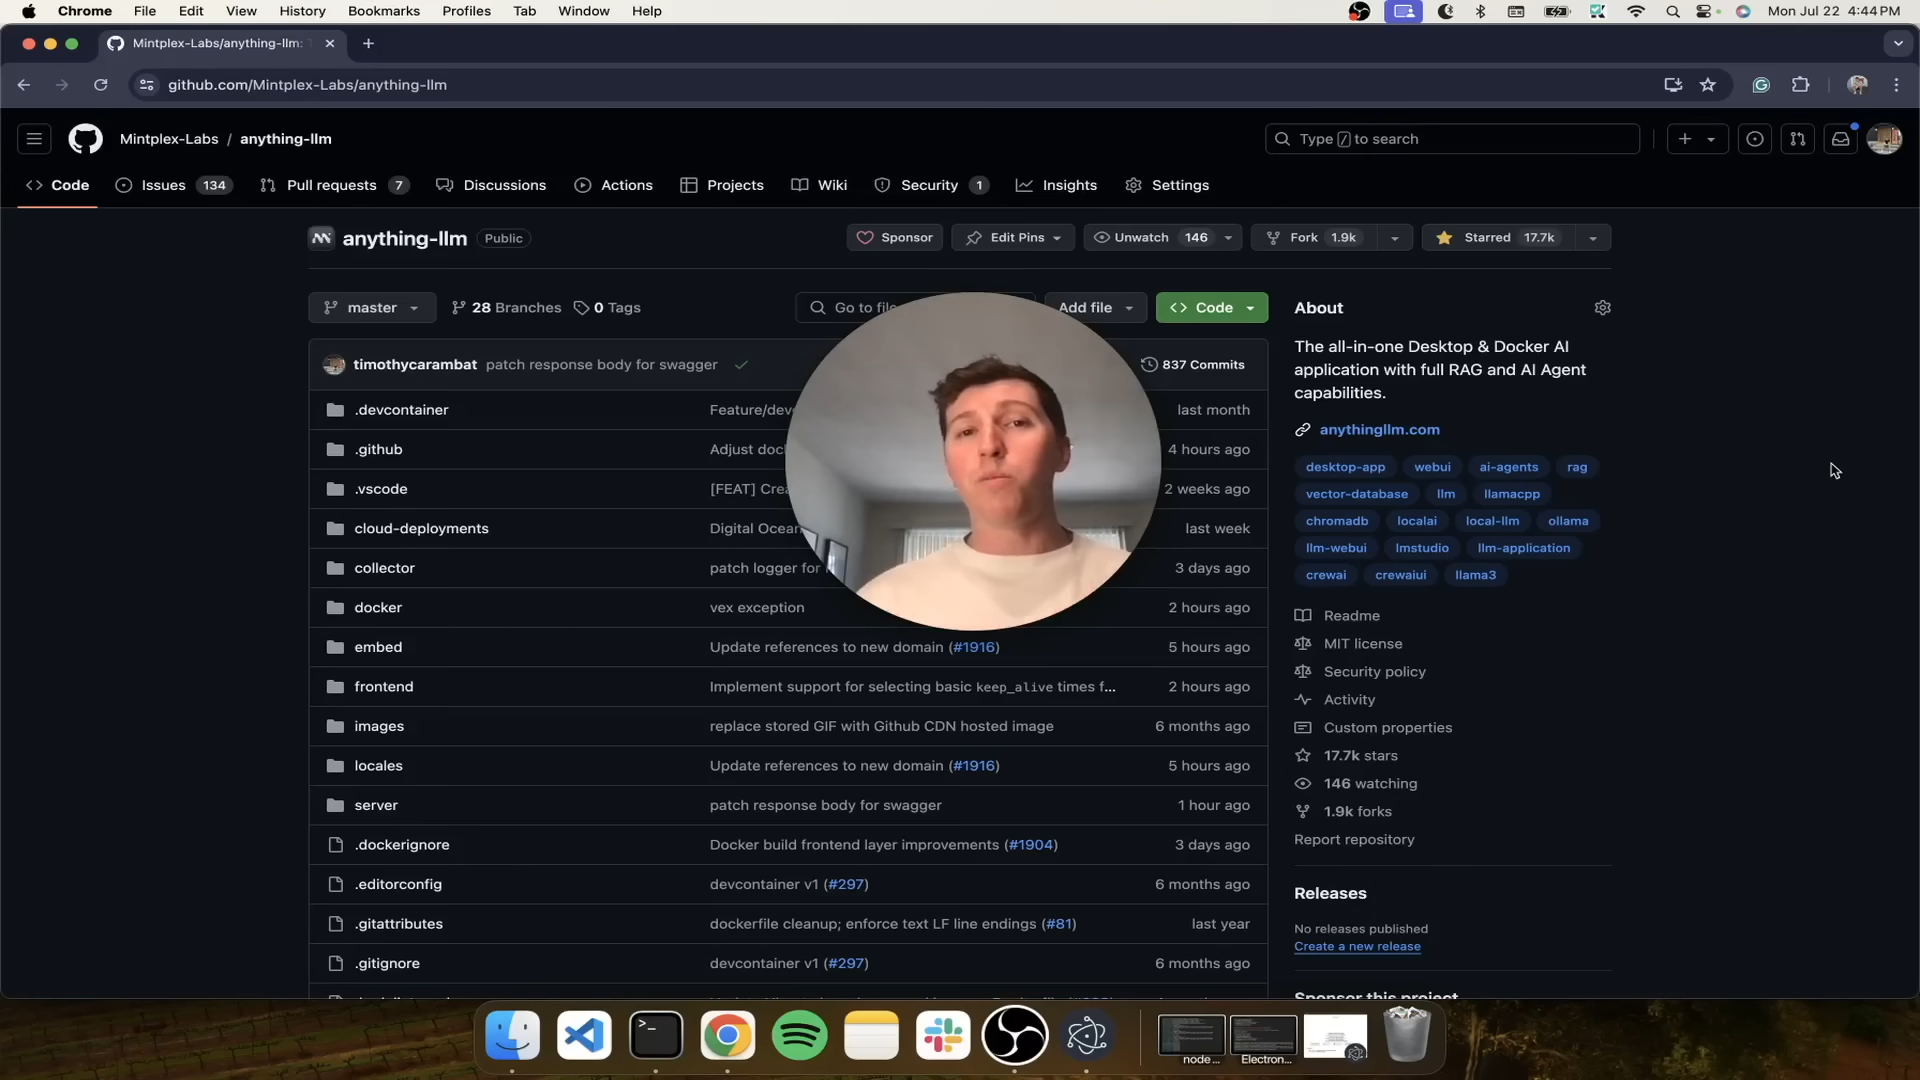 Chrome File Edit View History Bookmarks Profiles Tab Window Help Mon Jul 22 4:44 PM
Mintplex-Labs/anything-llm: T
github.com/Mintplex-Labs/anything-llm
Mintplex-Labs / anything-llm Type / to search
Code Issues 134 Pull requests 7 Discussions Actions Projects Wiki Security 1 Insights Settings
anything-llm Public Sponsor Edit Pins Unwatch 146 Fork 1.9k Starred 17.7k
master 28 Branches 0 Tags Go to file Add file Code
timothycarambat patch response body for swagger 837 Commits
.devcontainer Feature/dev last month
.github Adjust doc 4 hours ago
.vscode [FEAT] Crea 2 weeks ago
cloud-deployments Digital Ocean last week
collector patch logger for 3 days ago
docker vex exception 2 hours ago
embed Update references to new domain (#1916) 5 hours ago
frontend Implement support for selecting basic keep_alive times f... 2 hours ago
images replace stored GIF with Github CDN hosted image 6 months ago
locales Update references to new domain (#1916) 5 hours ago
server patch response body for swagger 1 hour ago
.dockerignore Docker build frontend layer improvements (#1904) 3 days ago
.editorconfig devcontainer v1 (#297) 6 months ago
.gitattributes dockerfile cleanup; enforce text LF line endings (#81) last year
.gitignore devcontainer v1 (#297) 6 months ago
About
The all-in-one Desktop & Docker AI
application with full RAG and AI Agent
capabilities.
anythingllm.com
desktop-app webui ai-agents rag
vector-database llm llamacpp
chromadb localai local-llm ollama
llm-webui lmstudio llm-application
crewai crewaiui llama3
Readme
MIT license
Security policy
Activity
Custom properties
17.7k stars
146 watching
1.9k forks
Report repository
Releases
No releases published
Create a new release
Sponsor this project
node ... Electron...